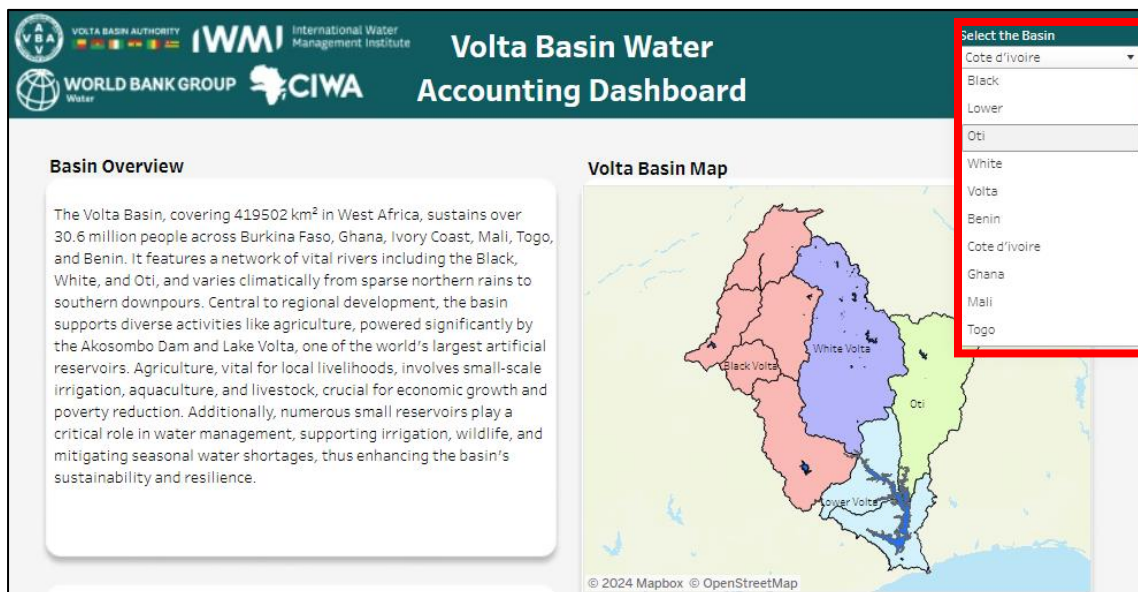 VBA
VOLTA BASIN AUTHORITY
IWMI
International Water
Management Institute
WORLD BANK GROUP
Water
CIWA
Volta Basin Water
Accounting Dashboard
Select the Basin
Cote d'ivoire
Black
Lower
Oti
White
Volta
Benin
Cote d'ivoire
Ghana
Mali
Togo
Basin Overview
The Volta Basin, covering 419502 km² in West Africa, sustains over
30.6 million people across Burkina Faso, Ghana, Ivory Coast, Mali, Togo,
and Benin. It features a network of vital rivers including the Black,
White, and Oti, and varies climatically from sparse northern rains to
southern downpours. Central to regional development, the basin
supports diverse activities like agriculture, powered significantly by
the Akosombo Dam and Lake Volta, one of the world's largest artificial
reservoirs. Agriculture, vital for local livelihoods, involves small-scale
irrigation, aquaculture, and livestock, crucial for economic growth and
poverty reduction. Additionally, numerous small reservoirs play a
critical role in water management, supporting irrigation, wildlife, and
mitigating seasonal water shortages, thus enhancing the basin's
sustainability and resilience.
Volta Basin Map
White Volta
Black Volta
Oti
Lower Volta
© 2024 Mapbox © OpenStreetMap